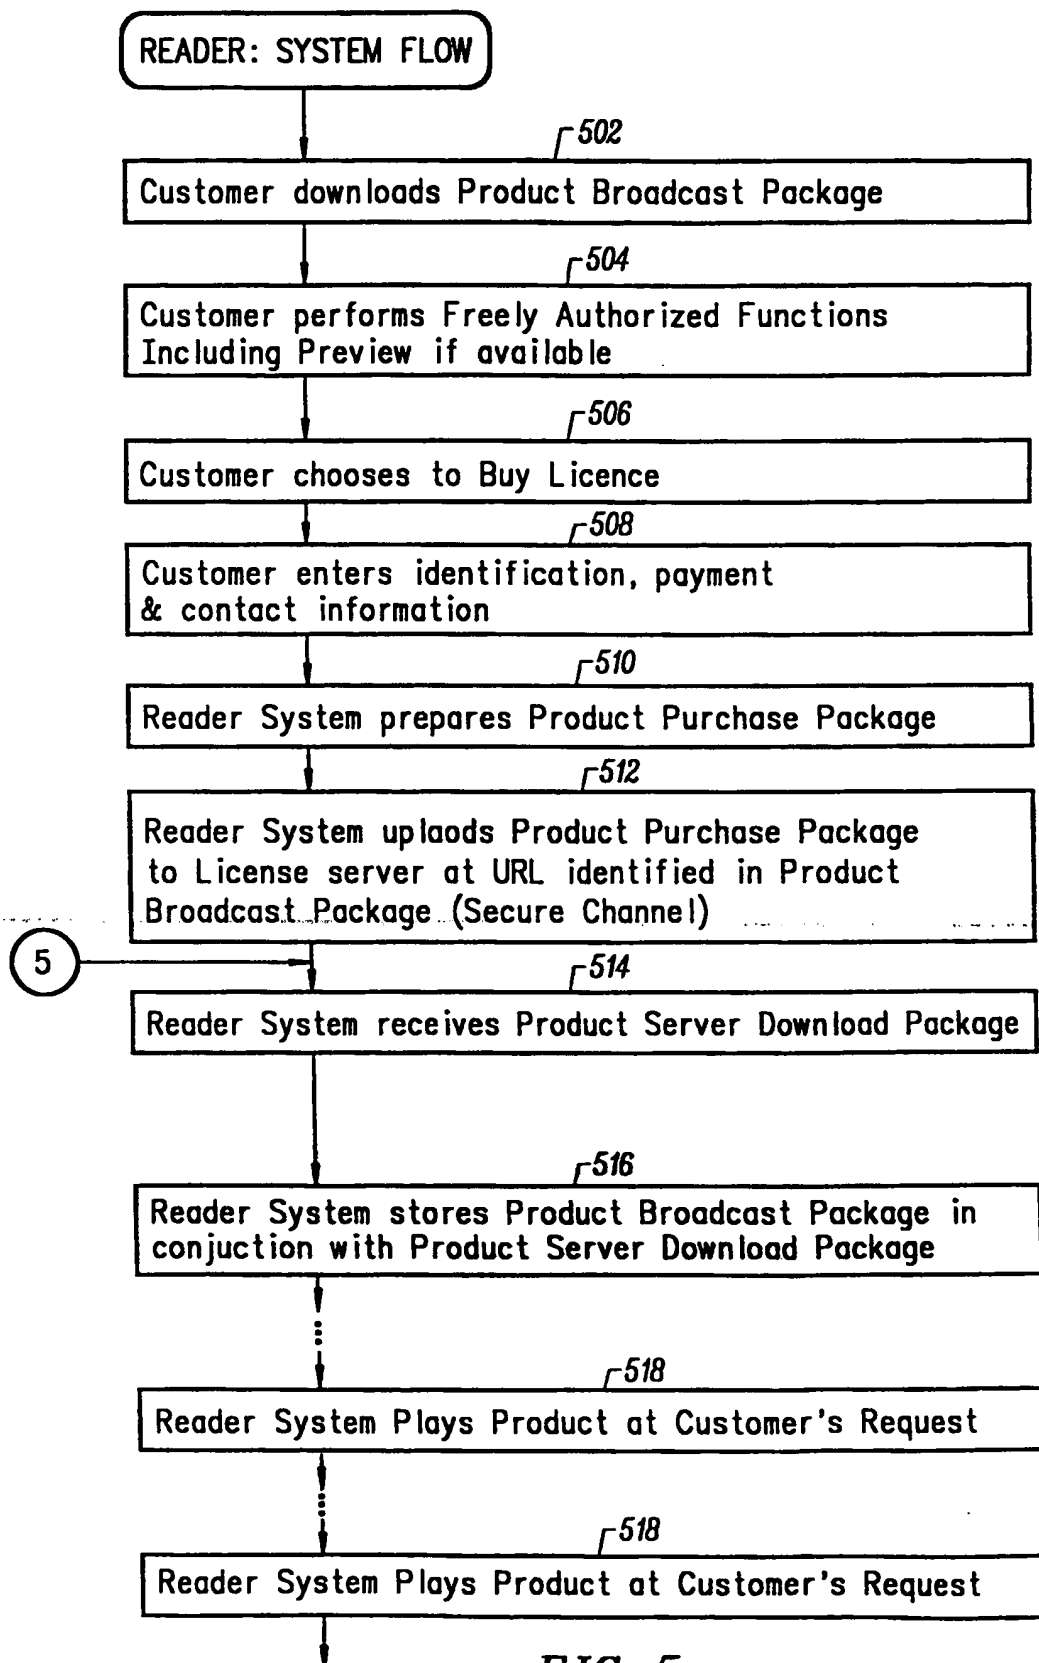 READER: SYSTEM FLOW
502
Customer downloads Product Broadcast Package
504
Customer performs Freely Authorized Functions
Including Preview if available
506
Customer chooses to Buy Licence
508
Customer enters identification, payment
& contact information
510
Reader System prepares Product Purchase Package
512
Reader System uplaods Product Purchase Package
to License server at URL identified in Product
Broadcast Package (Secure Channel)
5
514
Reader System receives Product Server Download Package
516
Reader System stores Product Broadcast Package in
conjuction with Product Server Download Package
518
Reader System Plays Product at Customer's Request
518
Reader System Plays Product at Customer's Request
FIG. 5